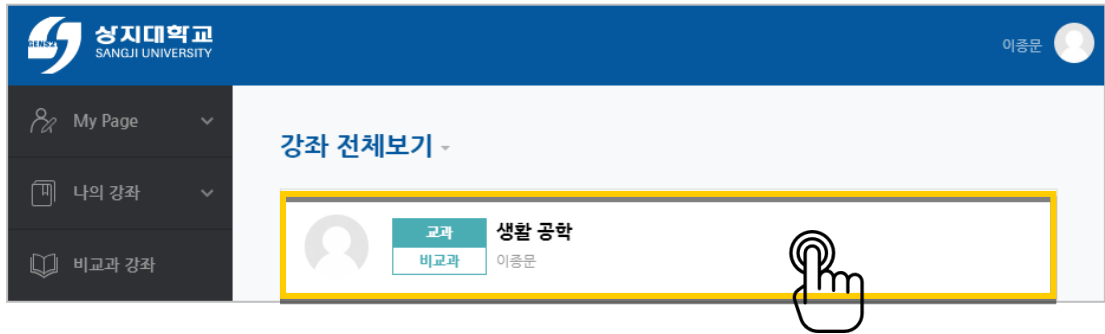 GENS21
상지대학교
SANGJI UNIVERSITY
이종문
My Page
나의 강좌
비교과 강좌
강좌 전체보기
교과
비교과
생활 공학
이종문